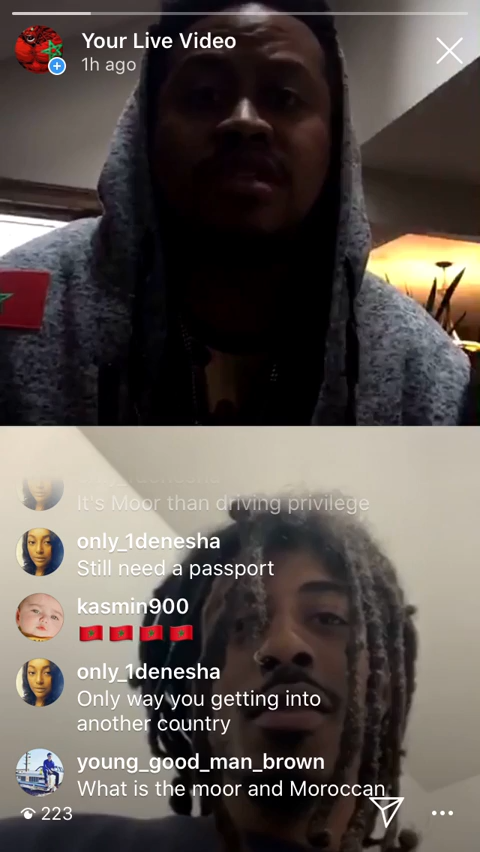 Your Live Video
1h ago
It's Moor than driving privilege
only_1denesha
Still need a passport
kasmin900
🇲🇦 🇲🇦 🇲🇦 🇲🇦
only_1denesha
Only way you getting into
another country
young_good_man_brown
What is the moor and Moroccan
223